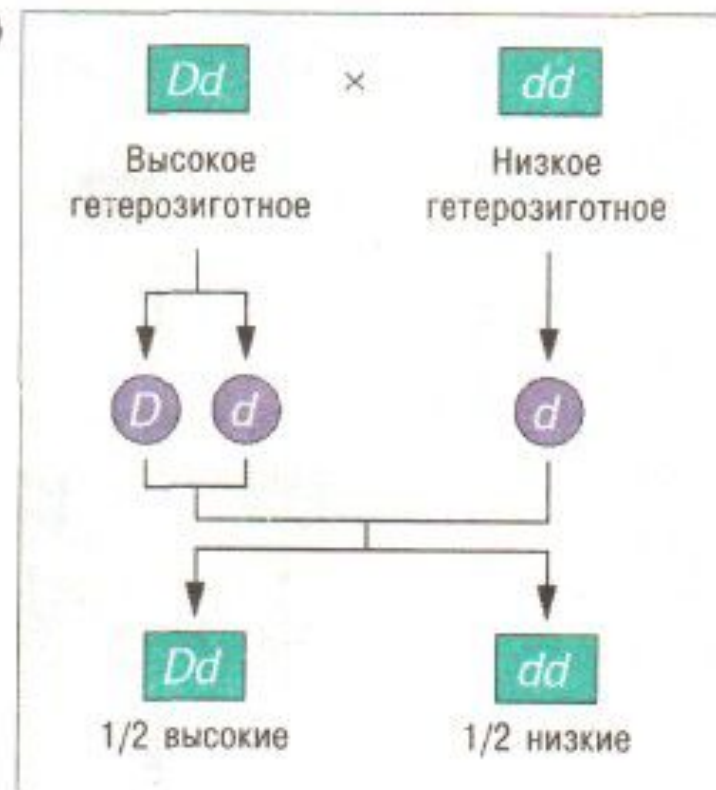 Dd × dd
Высокое гетерозиготное
Низкое гетерозиготное
D d d
Dd dd
1/2 высокие 1/2 низкие